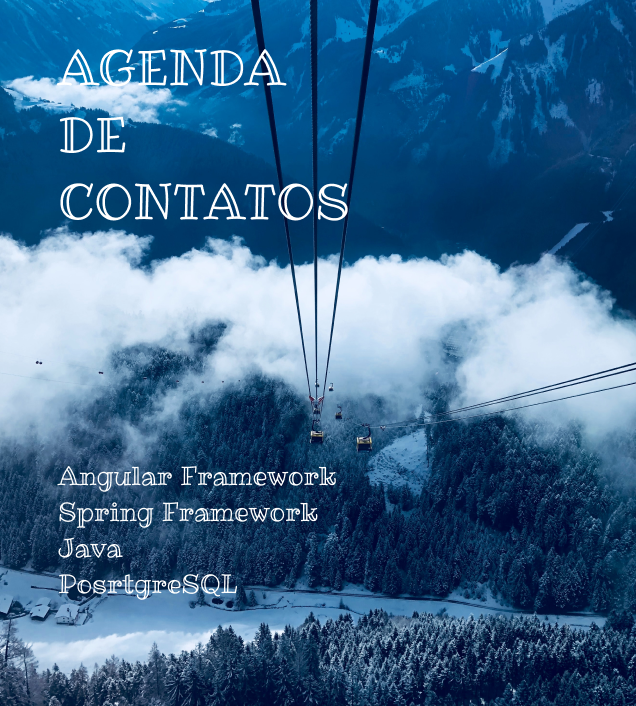 AGENDA
DE
CONTATOS
Angular Framework
Spring Framework
Java
PosrtgreSQL